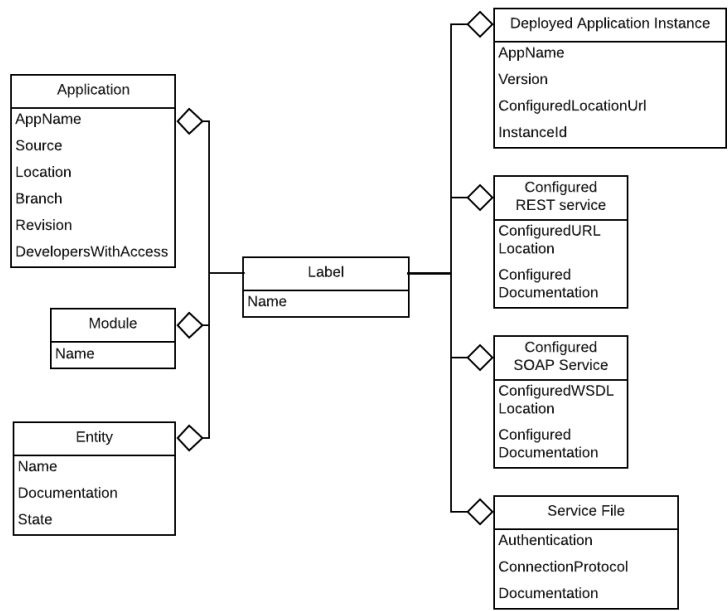 Application
AppName
Source
Location
Branch
Revision
DevelopersWithAccess
Module
Name
Entity
Name
Documentation
State
Label
Name
Deployed Application Instance
AppName
Version
ConfiguredLocationUrl
InstanceId
Configured
REST service
ConfiguredURL
Location
Configured
Documentation
Configured
SOAP Service
ConfiguredWSDL
Location
Configured
Documentation
Service File
Authentication
ConnectionProtocol
Documentation